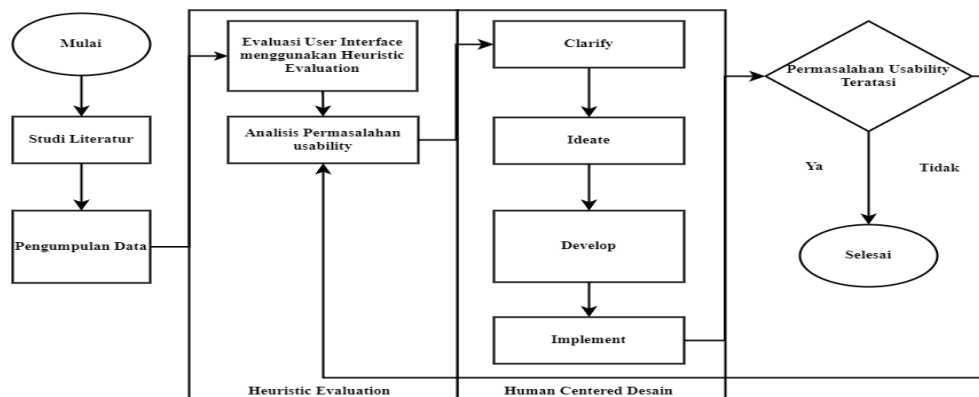 Mulai
Studi Literatur
Pengumpulan Data
Evaluasi User Interface
menggunakan Heuristic
Evaluation
Analisis Permasalahan
usability
Heuristic Evaluation
Clarify
Ideate
Develop
Implement
Human Centered Desain
Permasalahan Usability
Teratasi
Ya
Tidak
Selesai